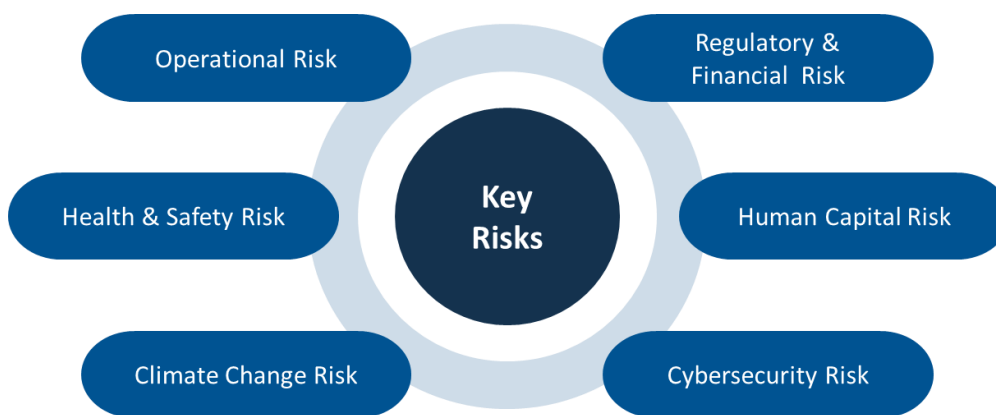 Operational Risk
Regulatory &
Financial Risk
Health & Safety Risk
Key
Risks
Human Capital Risk
Climate Change Risk
Cybersecurity Risk